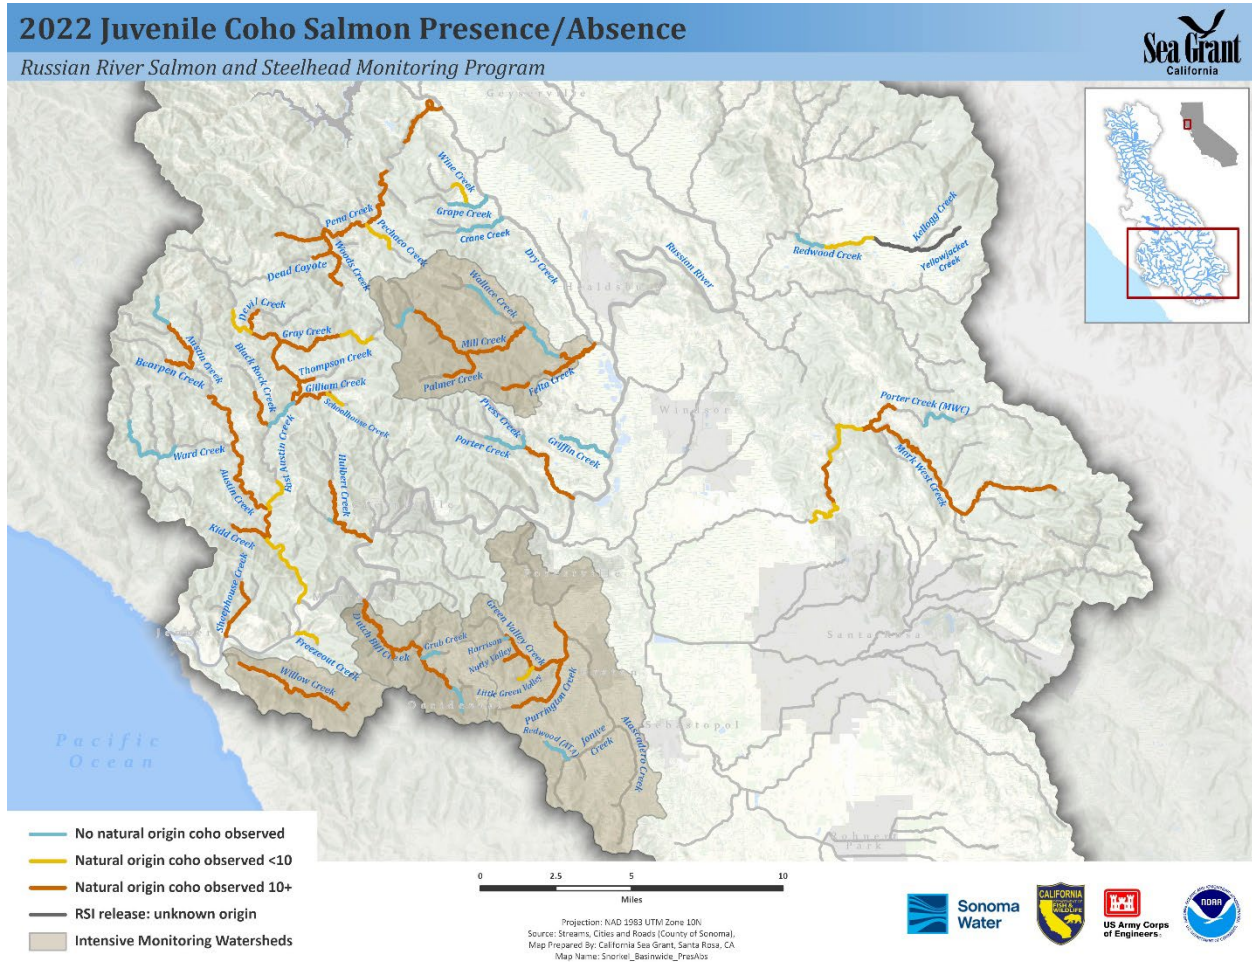 2022 Juvenile Coho Salmon Presence/Absence
Russian River Salmon and Steelhead Monitoring Program
Sea Grant
California
Geyserville
Wine Creek
Grape Creek
Crane Creek
Pena Creek
Pechaco Creek
Woods Creek
Dead Coyote
Dry Creek
Russian River
Redwood Creek
Kellogg Creek
Yellowjacket
Creek
Wallace Creek
Mill Creek
Palmer Creek
Felta Creek
Devil Creek
Gray Creek
Austin Creek
Bearpen Creek
Black Rock Creek
Thompson Creek
Gilliam Creek
Schoolhouse Creek
East Austin Creek
Ward Creek
Austin Creek
Hulbert Creek
Press Creek
Porter Creek
Griffin Creek
Windsor
Porter Creek (MWC)
Mark West Creek
Kidd Creek
Sheephouse Creek
Freezeout Creek
Willow Creek
Dutch Bill Creek
Grub Creek
Harrison
Nutty Valley
Green Valley Creek
Little Green Valley
Purrington Creek
Redwood (ATA)
Jonive
Creek
Atascadero Creek
Santa Rosa
Sebastopol
Rohnert
Park
Pacific
Ocean
No natural origin coho observed
Natural origin coho observed <10
Natural origin coho observed 10+
RSI release: unknown origin
Intensive Monitoring Watersheds
0 2.5 5 10
Miles
Projection: NAD 1983 UTM Zone 10N
Source: Streams, Cities and Roads (County of Sonoma),
Map Prepared By: California Sea Grant, Santa Rosa, CA
Map Name: Snorkel_Basinwide_PresAbs
Sonoma
Water
CALIFORNIA
FISH &
WILDLIFE
US Army Corps
of Engineers
NOAA